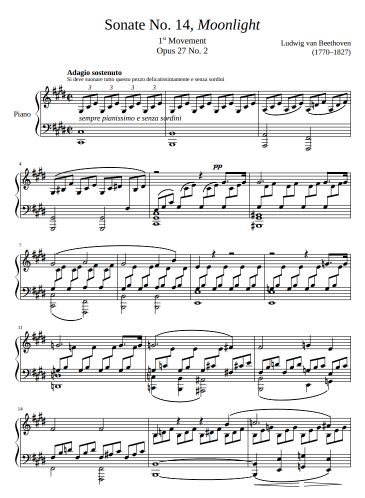 Sonate No. 14, Moonlight
1st Movement
Opus 27 No. 2
Ludwig van Beethoven
(1770–1827)
Adagio sostenuto
Si deve suonare tutto questo pezzo delicatissimamente e senza sordini
3 3 3 3
Piano
sempre pianissimo e senza sordini
4
pp
7
11
14